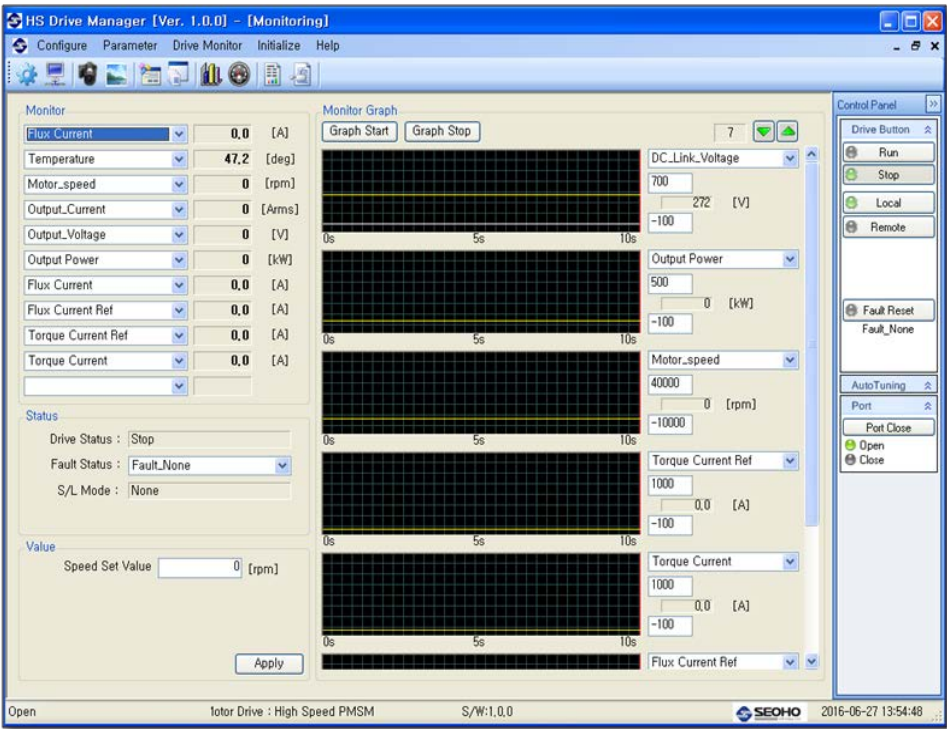 HS Drive Manager [Ver. 1.0.0] - [Monitoring]
Configure Parameter Drive Monitor Initialize Help
Monitor
Flux Current 0,0 [A]
Temperature 47,2 [deg]
Motor_speed 0 [rpm]
Output_Current 0 [Arms]
Output_Voltage 0 [V]
Output Power 0 [kW]
Flux Current 0,0 [A]
Flux Current Ref 0,0 [A]
Torque Current Ref 0,0 [A]
Torque Current 0,0 [A]
Status
Drive Status : Stop
Fault Status : Fault_None
S/L Mode : None
Value
Speed Set Value 0 [rpm]
Apply
Monitor Graph
Graph Start Graph Stop 7
DC_Link_Voltage
700
272 [V]
-100
0s 5s 10s
Output Power
500
0 [kW]
-100
0s 5s 10s
Motor_speed
40000
0 [rpm]
-10000
0s 5s 10s
Torque Current Ref
1000
0,0 [A]
-100
0s 5s 10s
Torque Current
1000
0,0 [A]
-100
0s 5s 10s
Flux Current Ref
Control Panel
Drive Button
Run
Stop
Local
Remote
Fault Reset
Fault_None
AutoTuning
Port
Port Close
Open
Close
Open 1otor Drive : High Speed PMSM S/W:1,0,0 SEOHO 2016-06-27 13:54:48